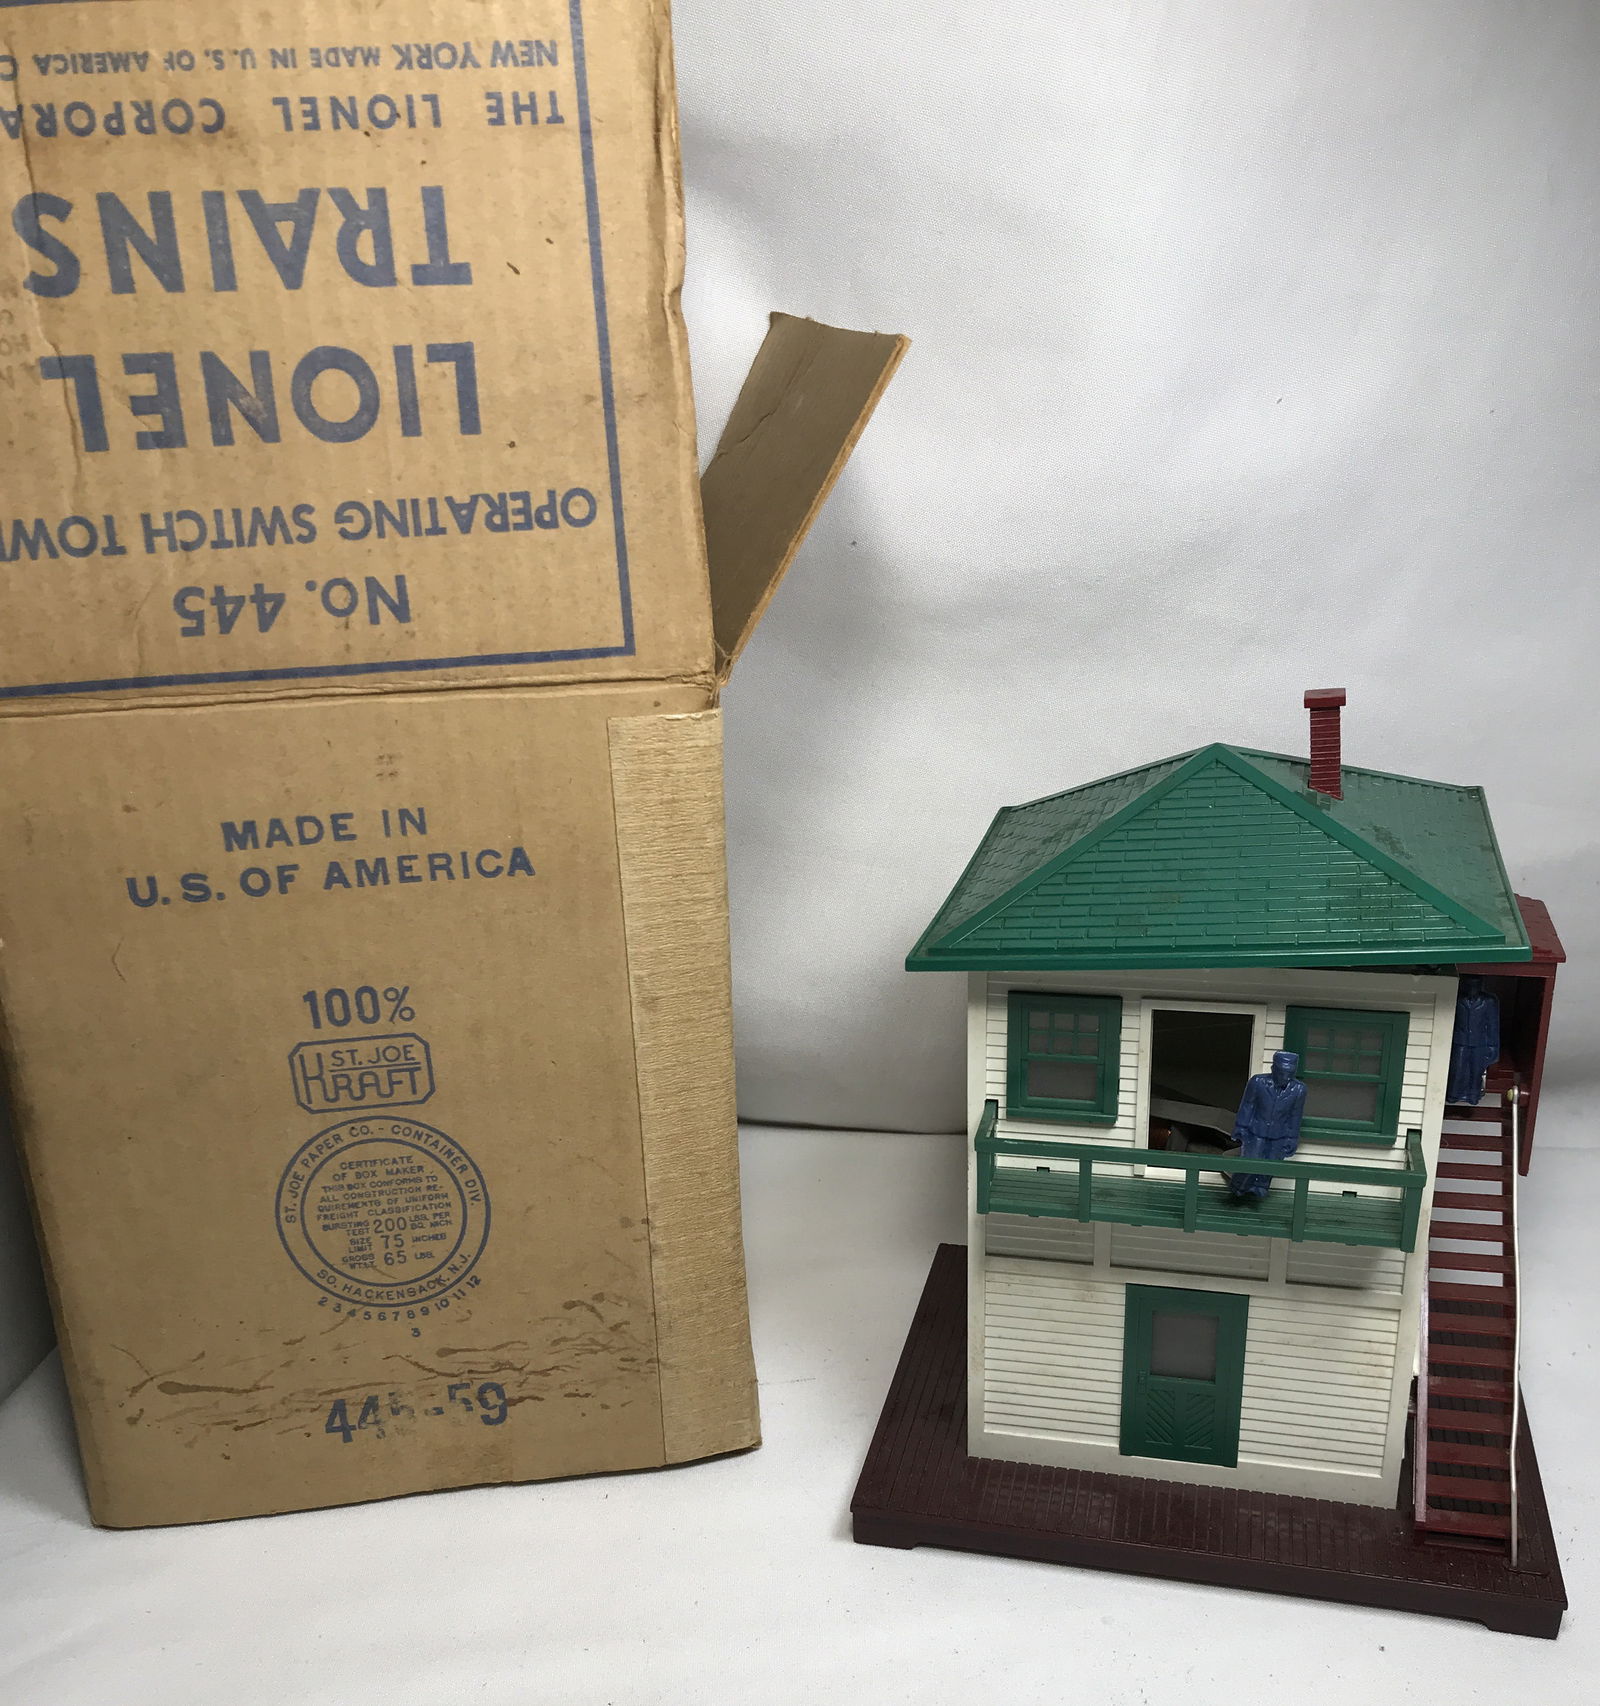 NO. 445
OPERATING SWITCH TOW
LIONEL
TRAINS
THE LIONEL CORPORA
NEW YORK MADE IN U.S. OF AMERICA
MADE IN
U.S. OF AMERICA
100%
ST. JOE
KRAFT
ST. JOE PAPER CO. - CONTAINER DIV.
CERTIFICATE
OF BOX MAKER
THIS BOX CONFORMS TO
ALL CONSTRUCTION RE-
QUIREMENTS OF UNIFORM
FREIGHT CLASSIFICATION
BURSTING TEST 200 LBS. PER SQ. INCH
SIZE LIMIT 75 INCHES
GROSS WT. LT. 65 LBS.
SO. HACKENSACK, N.J.
2 3 4 5 6 7 8 9 10 11 12
3
445-59